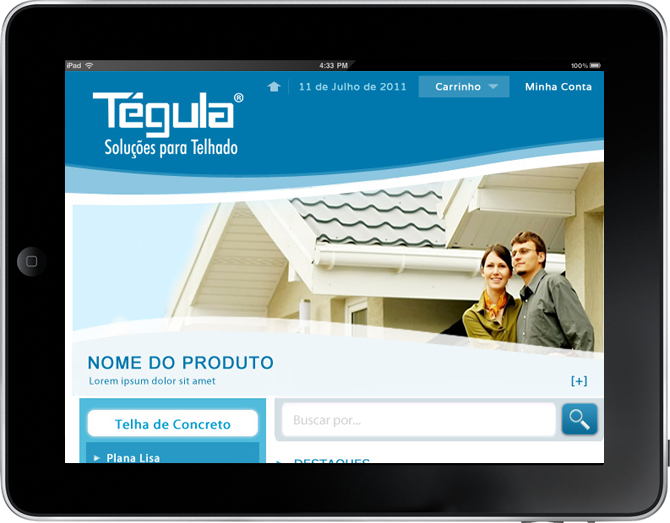 iPad
4:33 PM
100%
11 de Julho de 2011
Carrinho
Minha Conta
Tégula®
Soluções para Telhado
NOME DO PRODUTO
Lorem ipsum dolor sit amet
[+]
Telha de Concreto
Buscar por...
Plana Lisa
DESTAQUES